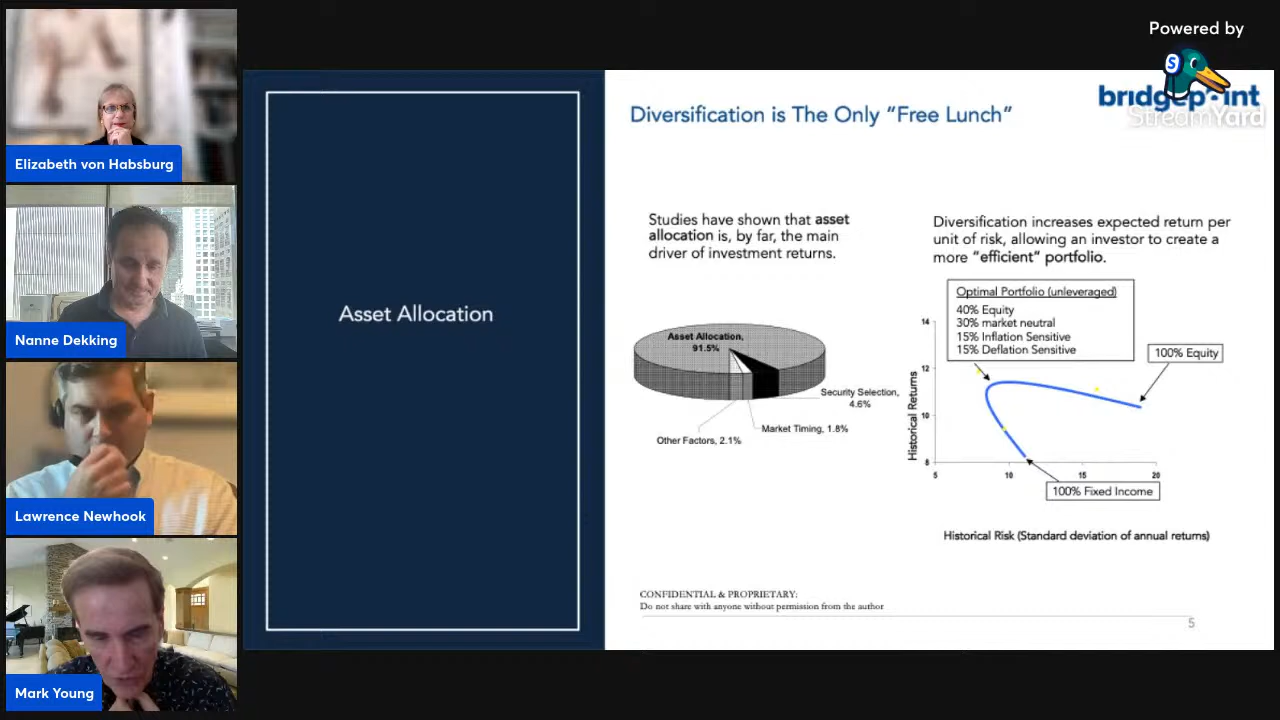 Powered by
StreamYard
Elizabeth von Habsburg
Nanne Dekking
Lawrence Newhook
Mark Young
Asset Allocation
bridgepoint
Diversification is The Only “Free Lunch”
Studies have shown that asset
allocation is, by far, the main
driver of investment returns.
Asset Allocation,
91.5%
Security Selection,
4.6%
Market Timing, 1.8%
Other Factors, 2.1%
Diversification increases expected return per
unit of risk, allowing an investor to create a
more “efficient” portfolio.
Optimal Portfolio (unleveraged)
40% Equity
30% market neutral
15% Inflation Sensitive
15% Deflation Sensitive
100% Equity
100% Fixed Income
Historical Returns
14
12
10
8
5
10
15
20
Historical Risk (Standard deviation of annual returns)
CONFIDENTIAL & PROPRIETARY:
Do not share with anyone without permission from the author
5